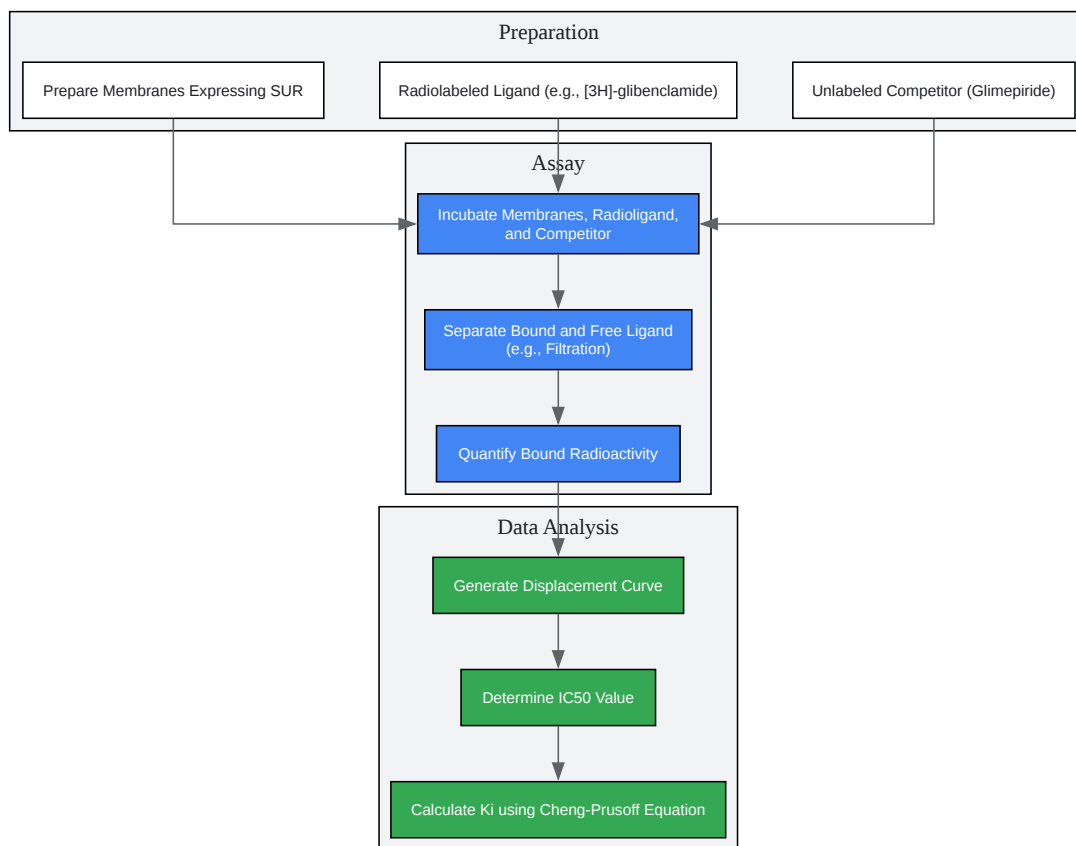 Preparation
Prepare Membranes Expressing SUR
Radiolabeled Ligand (e.g., [3H]-glibenclamide)
Unlabeled Competitor (Glimepiride)
Assay
Incubate Membranes, Radioligand,
and Competitor
Separate Bound and Free Ligand
(e.g., Filtration)
Quantify Bound Radioactivity
Data Analysis
Generate Displacement Curve
Determine IC50 Value
Calculate Ki using Cheng-Prusoff Equation